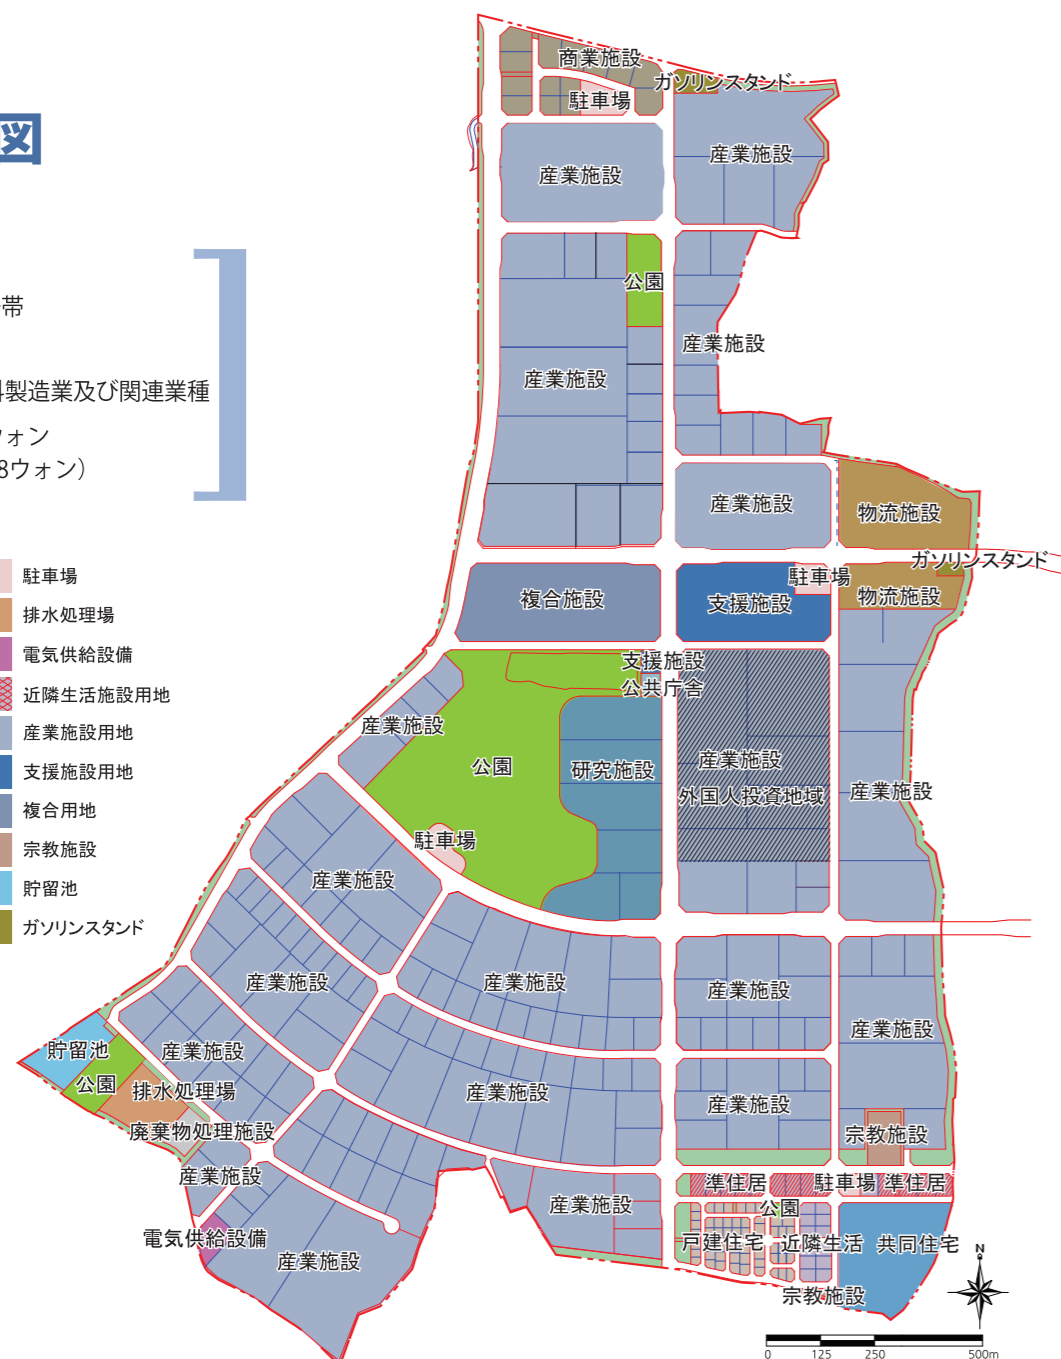 図
帯
製造業及び関連業種
ウォン
8ウォン）
駐車場
排水処理場
電気供給設備
近隣生活施設用地
産業施設用地
支援施設用地
複合用地
宗教施設
貯留池
ガソリンスタンド
商業施設
ガソリンスタンド
駐車場
産業施設
産業施設
公園
産業施設
産業施設
産業施設
物流施設
ガソリンスタンド
駐車場
複合施設
支援施設
物流施設
支援施設
公共庁舎
産業施設
公園
研究施設
産業施設
外国人投資地域
産業施設
駐車場
産業施設
産業施設
産業施設
産業施設
産業施設
貯留池
産業施設
公園
排水処理場
産業施設
産業施設
廃棄物処理施設
宗教施設
産業施設
準住居
駐車場
準住居
産業施設
公園
電気供給設備
戸建住宅
近隣生活
共同住宅
産業施設
宗教施設
N
0 125 250 500m